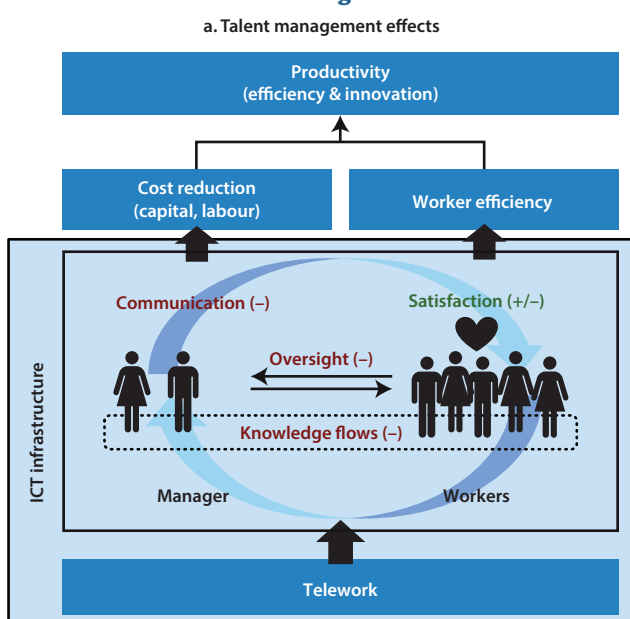 a. Talent management effects
Productivity
(efficiency & innovation)
Cost reduction
(capital, labour)
Worker efficiency
Communication (–)
Satisfaction (+/–)
Oversight (–)
Knowledge flows (–)
Manager
Workers
ICT infrastructure
Telework